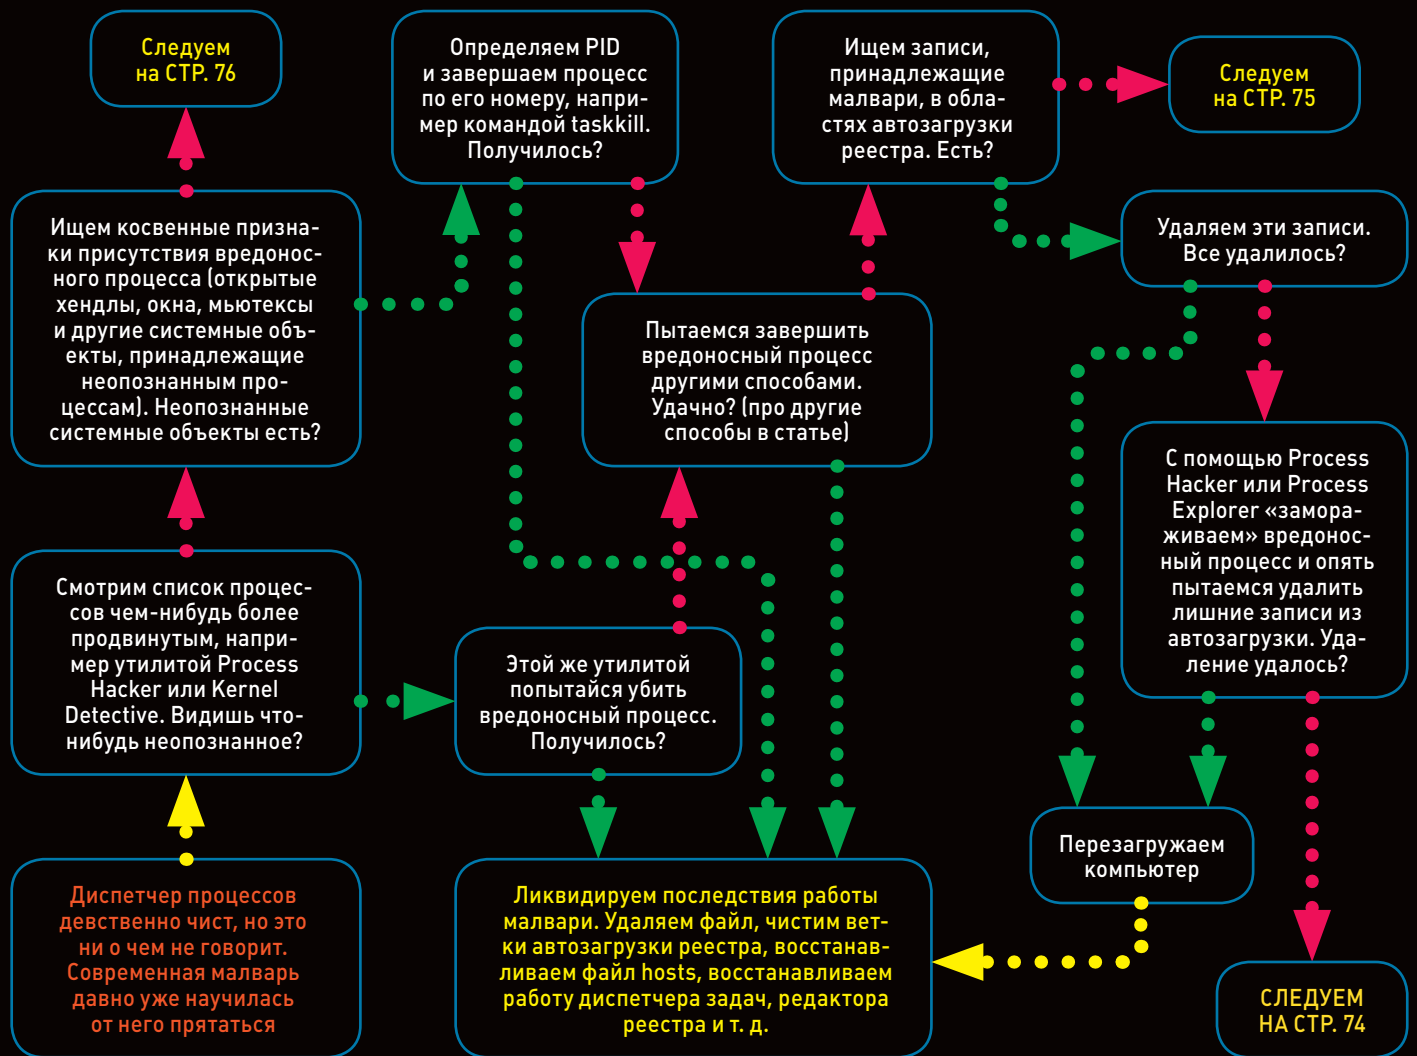 Следуем
на СТР. 76
Определяем PID
и завершаем процесс
по его номеру, напри-
мер командой taskkill.
Получилось?
Ищем записи,
принадлежащие
малвари, в обла-
стях автозагрузки
реестра. Есть?
Следуем
на СТР. 75
Ищем косвенные призна-
ки присутствия вредонос-
ного процесса (открытые
хендлы, окна, мьютексы
и другие системные объ-
екты, принадлежащие
неопознанным про-
цессам). Неопознанные
системные объекты есть?
Удаляем эти записи.
Все удалилось?
Пытаемся завершить
вредоносный процесс
другими способами.
Удачно? (про другие
способы в статье)
С помощью Process
Hacker или Process
Explorer «замора-
живаем» вредонос-
ный процесс и опять
пытаемся удалить
лишние записи из
автозагрузки. Уда-
ление удалось?
Смотрим список процес-
сов чем-нибудь более
продвинутым, напри-
мер утилитой Process
Hacker или Kernel
Detective. Видишь что-
нибудь неопознанное?
Этой же утилитой
попытайся убить
вредоносный процесс.
Получилось?
Перезагружаем
компьютер
Диспетчер процессов
девственно чист, но это
ни о чем не говорит.
Современная малварь
давно уже научилась
от него прятаться
Ликвидируем последствия работы
малвари. Удаляем файл, чистим вет-
ки автозагрузки реестра, восстанав-
ливаем файл hosts, восстанавливаем
работу диспетчера задач, редактора
реестра и т. д.
СЛЕДУЕМ
НА СТР. 74